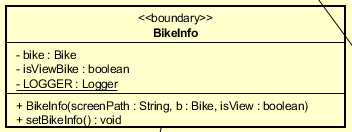 <<boundary>>
BikeInfo
- bike : Bike
- isViewBike : boolean
- LOGGER : Logger
+ BikeInfo(screenPath : String, b : Bike, isView : boolean)
+ setBikeInfo() : void